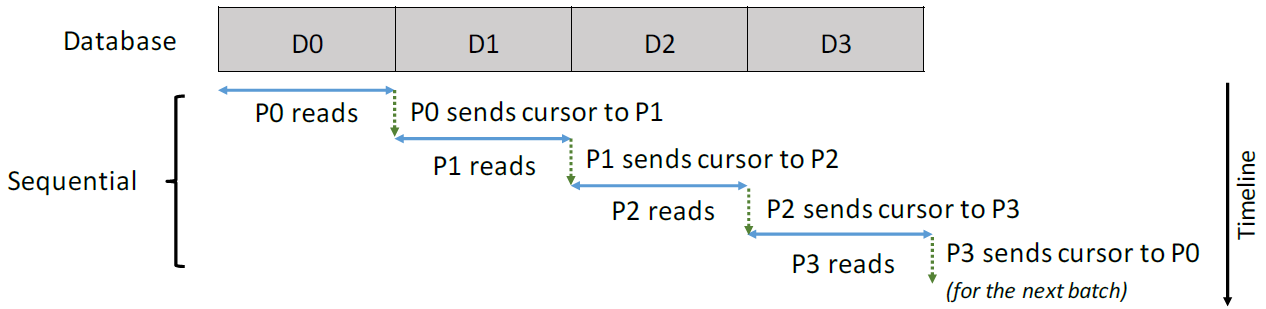 Database D0 D1 D2 D3
P0 reads P0 sends cursor to P1
P1 reads P1 sends cursor to P2
Sequential
P2 reads P2 sends cursor to P3
P3 reads P3 sends cursor to P0
(for the next batch)
Timeline